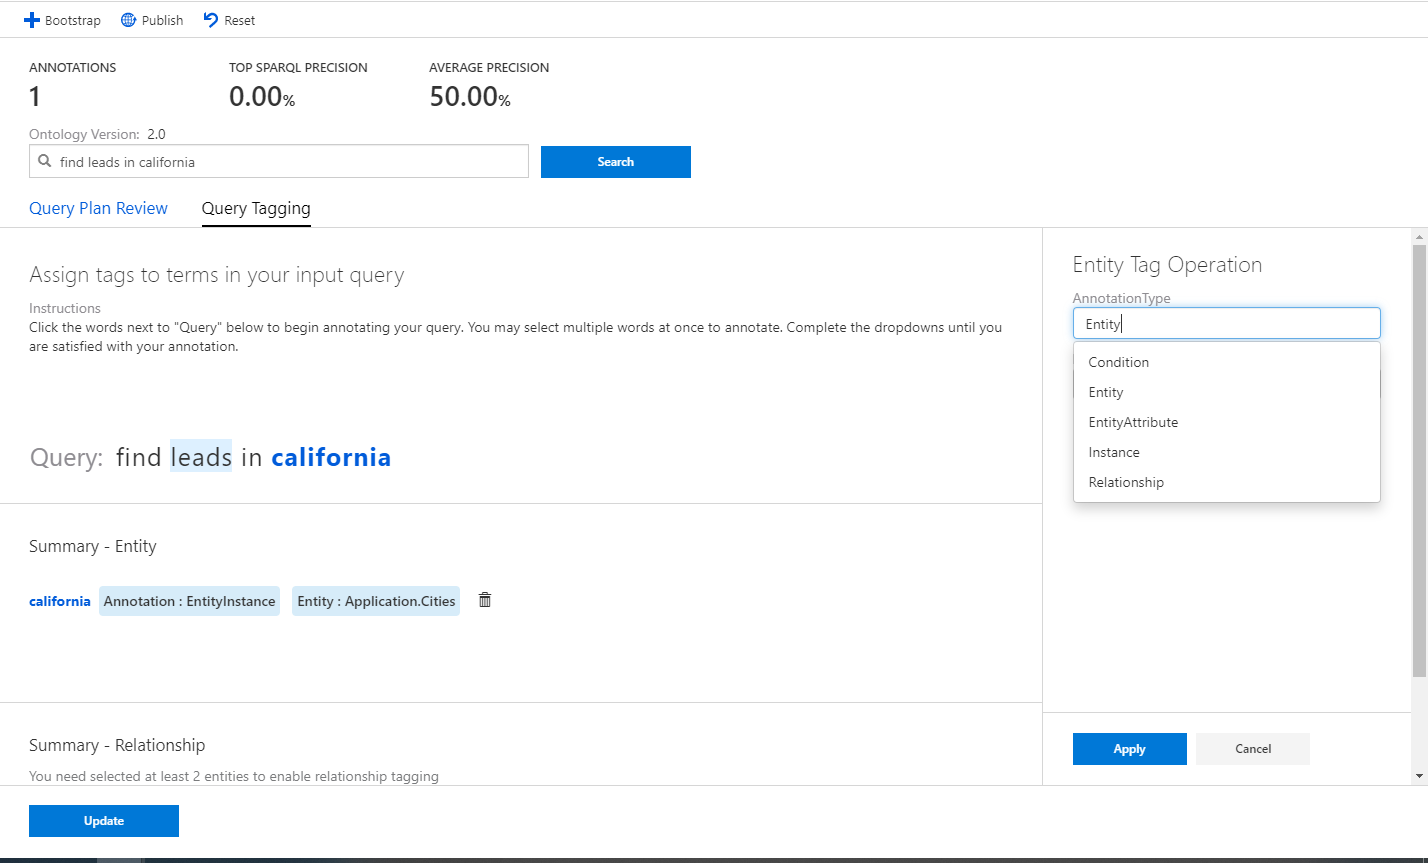 Bootstrap Publish Reset
ANNOTATIONS TOP SPARQL PRECISION AVERAGE PRECISION
1 0.00% 50.00%
Ontology Version: 2.0
find leads in california Search
Query Plan Review Query Tagging
Assign tags to terms in your input query
Instructions
Click the words next to "Query" below to begin annotating your query. You may select multiple words at once to annotate. Complete the dropdowns until you
are satisfied with your annotation.
Query: find leads in california
Summary - Entity
california Annotation : EntityInstance Entity : Application.Cities
Summary - Relationship
You need selected at least 2 entities to enable relationship tagging
Update
Entity Tag Operation
AnnotationType
Entity
Condition
Entity
EntityAttribute
Instance
Relationship
Apply Cancel